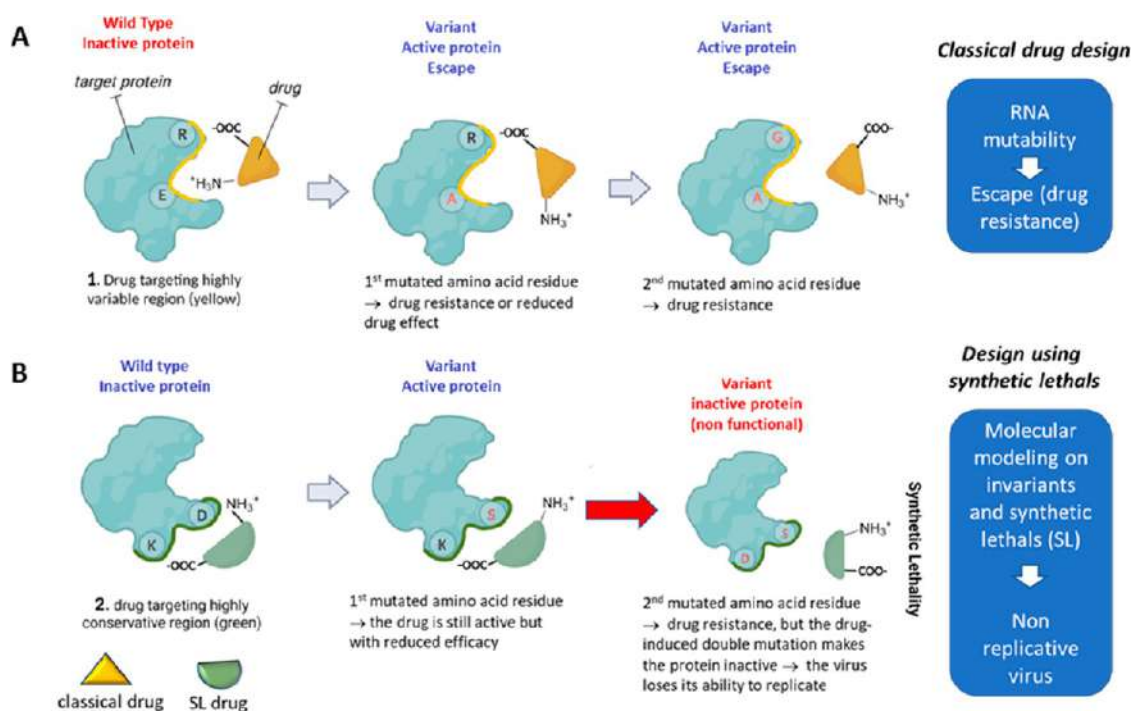 A
Wild Type
Inactive protein
target protein
drug
R
E
-OOC
⁺H₃N
1. Drug targeting highly
variable region (yellow)
Variant
Active protein
Escape
R
A
-OOC
NH₃⁺
1st mutated amino acid residue
→ drug resistance or reduced
drug effect
Variant
Active protein
Escape
G
A
COO-
NH₃⁺
2nd mutated amino acid residue
→ drug resistance
Classical drug design
RNA
mutability
Escape (drug
resistance)
B
Wild type
Inactive protein
D
K
NH₃⁺
-OOC
2. drug targeting highly
conservative region (green)
classical drug
SL drug
Variant
Active protein
S
K
NH₃⁺
-OOC
1st mutated amino acid residue
→ the drug is still active but
with reduced efficacy
Variant
inactive protein
(non functional)
S
D
NH₃⁺
COO-
2nd mutated amino acid residue
→ drug resistance, but the drug-
induced double mutation makes
the protein inactive → the virus
loses its ability to replicate
Synthetic Lethality
Design using
synthetic lethals
Molecular
modeling on
invariants
and synthetic
lethals (SL)
Non
replicative
virus